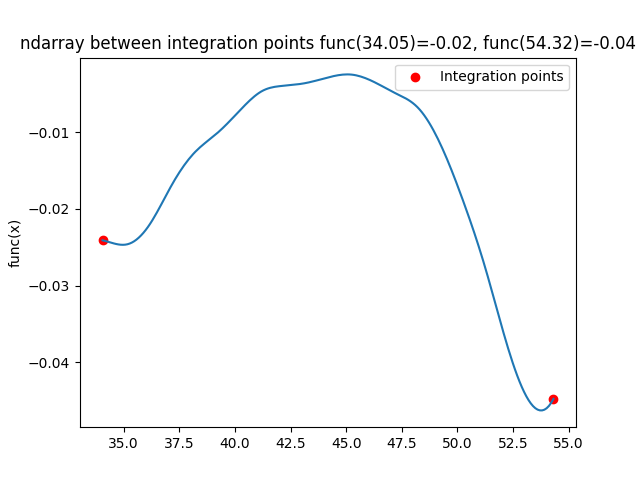 ndarray between integration points func(34.05)=-0.02, func(54.32)=-0.04
Integration points
func(x)
−0.01
−0.02
−0.03
−0.04
35.0 37.5 40.0 42.5 45.0 47.5 50.0 52.5 55.0